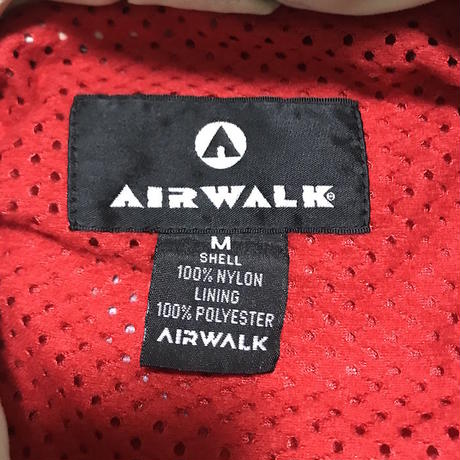 AIRWALK®
M
SHELL
100% NYLON
LINING
100% POLYESTER
AIRWALK